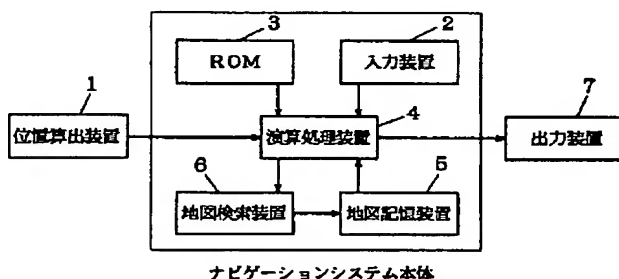 3
ROM
2
入力装置
1
位置算出装置
4
演算処理装置
7
出力装置
6
地図検索装置
5
地図記憶装置
ナビゲーションシステム本体